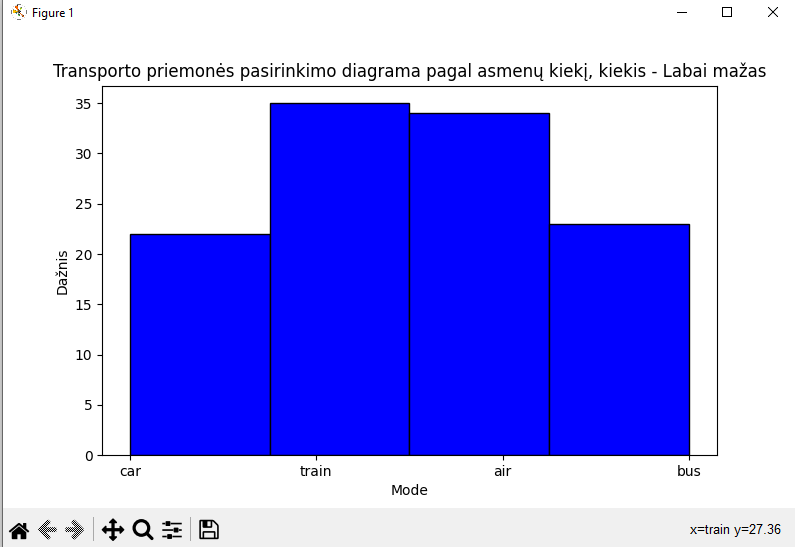 Figure 1
Transporto priemonės pasirinkimo diagrama pagal asmenų kiekį, kiekis - Labai mažas
35
30
25
20
15
10
5
0
Dažnis
car train air bus
Mode
x=train y=27.36